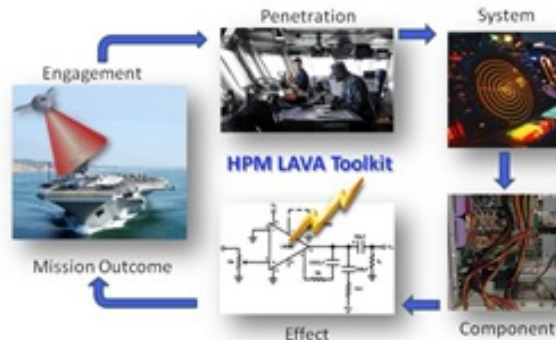 Penetration
System
Engagement
HPM LAVA Toolkit
Mission Outcome
Effect
Component